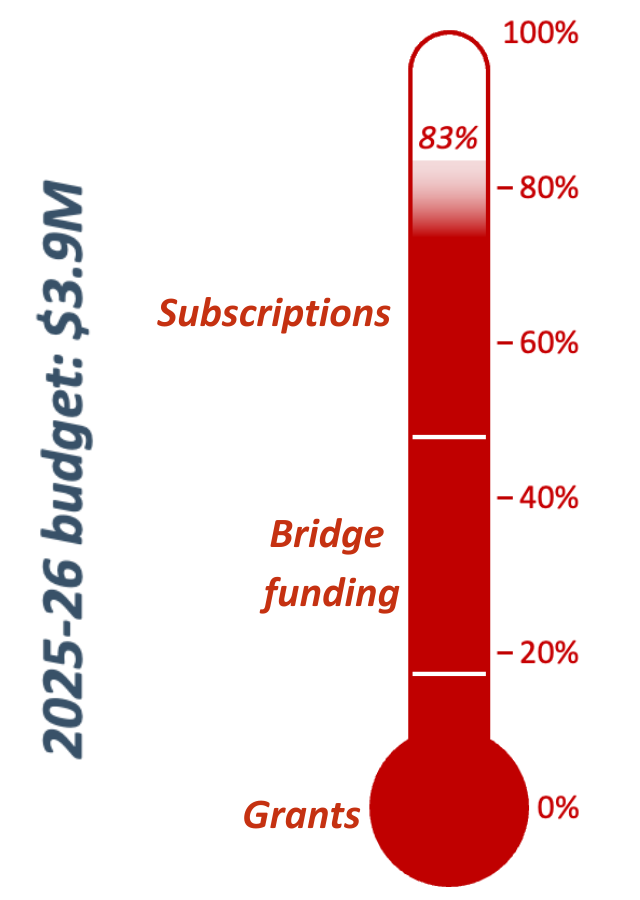 2025-26 budget: $3.9M
100%
83%
80%
Subscriptions
60%
40%
Bridge
funding
20%
Grants
0%